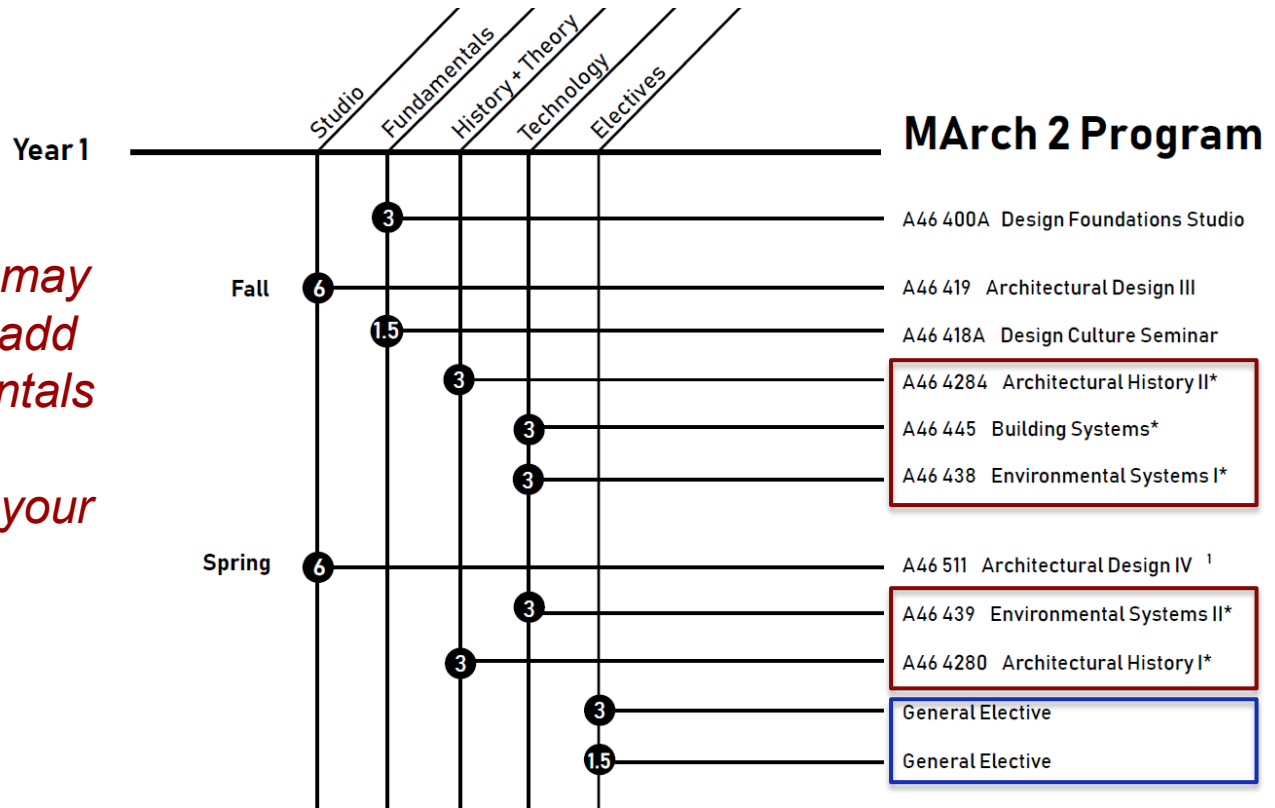 Studio
Fundamentals
History + Theory
Technology
Electives
Year 1
MArch 2 Program
3 A46 400A Design Foundations Studio
may
Fall 6 A46 419 Architectural Design III
add
1.5 A46 418A Design Culture Seminar
3 A46 4284 Architectural History II*
ntals
3 A46 445 Building Systems*
3 A46 438 Environmental Systems I*
your
Spring 6 A46 511 Architectural Design IV 1
3 A46 439 Environmental Systems II*
3 A46 4280 Architectural History I*
3 General Elective
1.5 General Elective